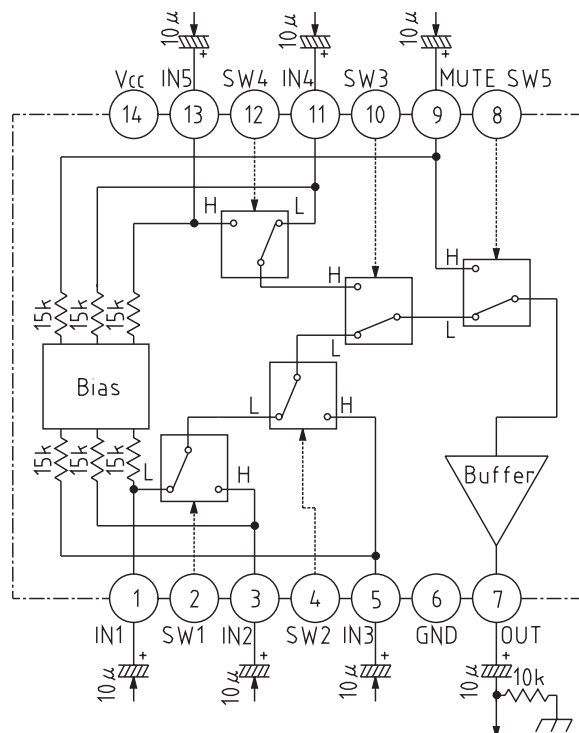 10μ 10μ 10μ
Vcc IN5 SW4 IN4 SW3 MUTE SW5
14 13 12 11 10 9 8
H L
H
H
L
L
15k 15k 15k
Bias
15k 15k 15k
L H
L H
Buffer
1 2 3 4 5 6 7
IN1 SW1 IN2 SW2 IN3 GND OUT
10μ 10μ 10μ 10μ 10k
+ + +
+ + + +